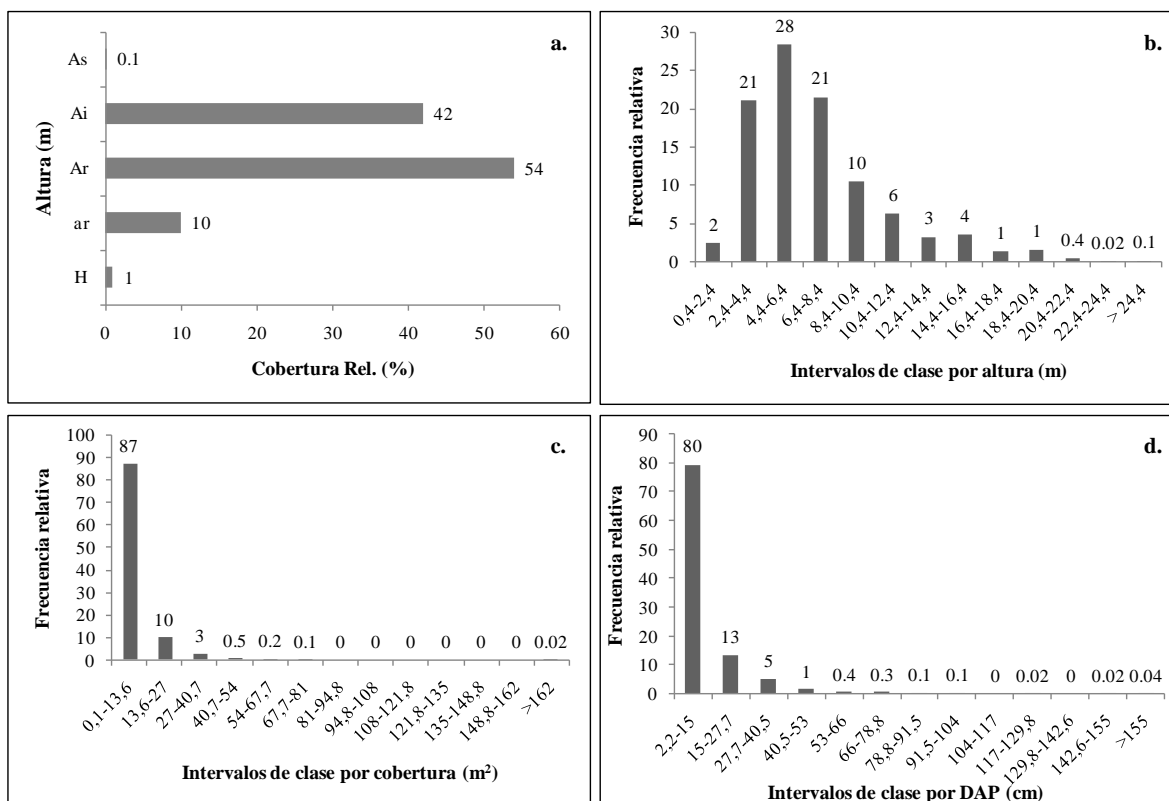 a.
Altura (m)
As
0.1
Ai
42
Ar
54
ar
10
H
1
0 10 20 30 40 50 60
Cobertura Rel. (%)
b.
Frecuencia relativa
30
25
20
15
10
5
0
2 21 28 21 10 6 3 4 1 1 0.4 0.02 0.1
0,4-2,4 2,4-4,4 4,4-6,4 6,4-8,4 8,4-10,4 10,4-12,4 12,4-14,4 14,4-16,4 16,4-18,4 18,4-20,4 20,4-22,4 22,4-24,4 > 24,4
Intervalos de clase por altura (m)
c.
Frecuencia relativa
100
90
80
70
60
50
40
30
20
10
0
87 10 3 0.5 0.2 0.1 0 0 0 0 0 0 0.02
0,1-13,6 13,6-27 27-40,7 40,7-54 54-67,7 67,7-81 81-94,8 94,8-108 108-121,8 121,8-135 135-148,8 148,8-162 >162
Intervalos de clase por cobertura (m²)
d.
Frecuencia relativa
90
80
70
60
50
40
30
20
10
0
80 13 5 1 0.4 0.3 0.1 0.1 0 0.02 0 0.02 0.04
2,2-15 15-27,7 27,7-40,5 40,5-53 53-66 66-78,8 78,8-91,5 91,5-104 104-117 117-129,8 129,8-142,6 142,6-155 >155
Intervalos de clase por DAP (cm)